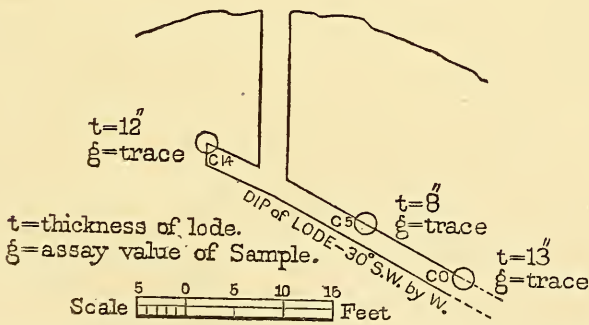 t=12"
g=trace
C14
t=8"
g=trace
C5
DIP of LODE-30° S.W. by W.
t=13"
g=trace
C0
t=thickness of lode.
g=assay value of Sample.
Scale 5 0 5 10 15 Feet